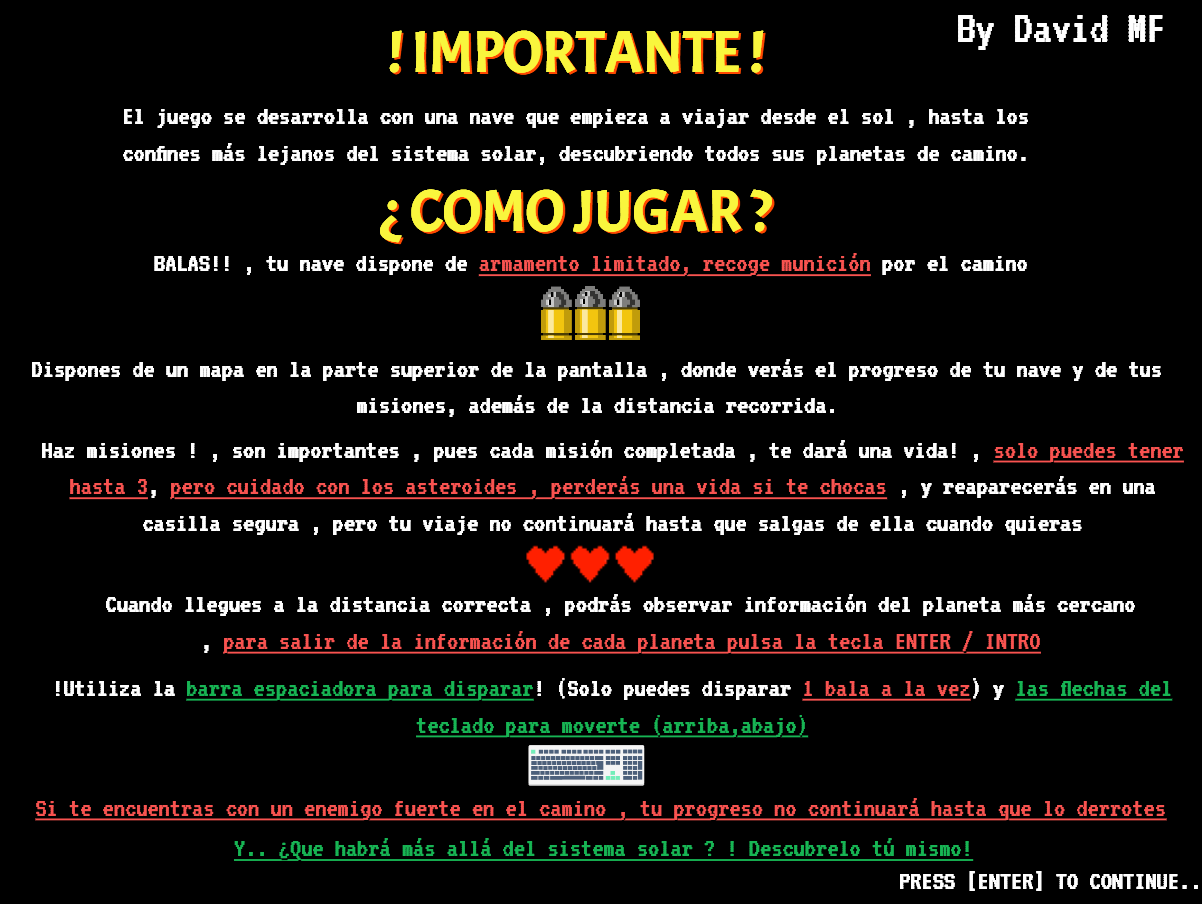 By David MF
!IMPORTANTE!
El juego se desarrolla con una nave que empieza a viajar desde el sol , hasta los
confines más lejanos del sistema solar, descubriendo todos sus planetas de camino.
¿COMO JUGAR?
BALAS!! , tu nave dispone de armamento limitado, recoge munición por el camino
Dispones de un mapa en la parte superior de la pantalla , donde verás el progreso de tu nave y de tus
misiones, además de la distancia recorrida.
Haz misiones ! , son importantes , pues cada misión completada , te dará una vida! , solo puedes tener
hasta 3, pero cuidado con los asteroides , perderás una vida si te chocas , y reaparecerás en una
casilla segura , pero tu viaje no continuará hasta que salgas de ella cuando quieras
Cuando llegues a la distancia correcta , podrás observar información del planeta más cercano
, para salir de la información de cada planeta pulsa la tecla ENTER / INTRO
!Utiliza la barra espaciadora para disparar! (Solo puedes disparar 1 bala a la vez) y las flechas del
teclado para moverte (arriba,abajo)
Si te encuentras con un enemigo fuerte en el camino , tu progreso no continuará hasta que lo derrotes
Y.. ¿Que habrá más allá del sistema solar ? ! Descubrelo tú mismo!
PRESS [ENTER] TO CONTINUE..